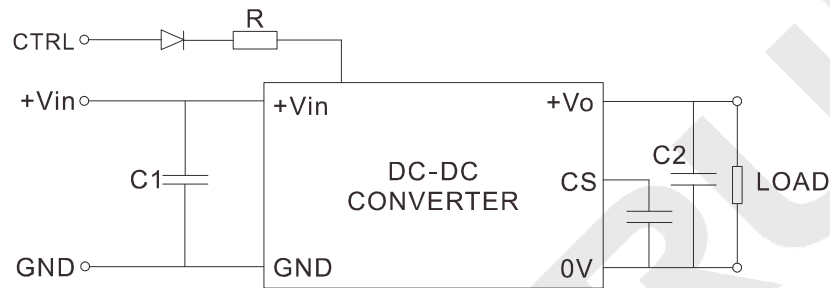 R
CTRL
+Vin
+Vin
+Vo
C1
DC-DC
CONVERTER
CS
C2
LOAD
GND
GND
0V